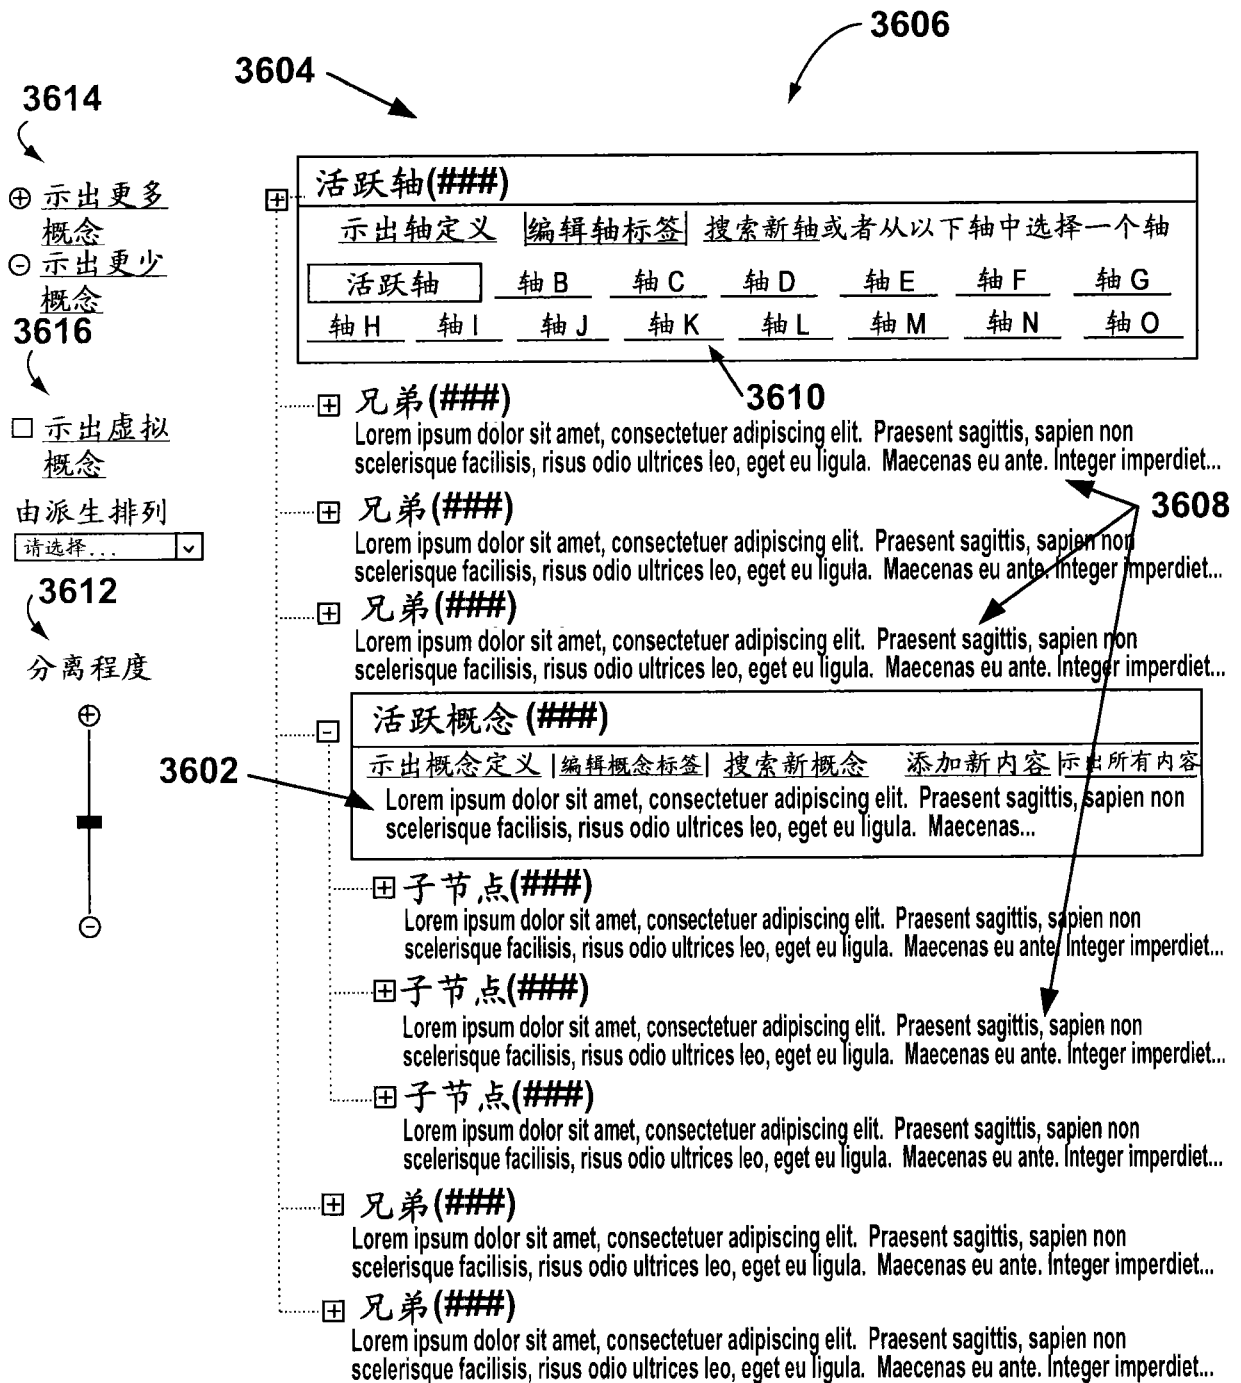 3606
3604
3614
⊕ 示出更多
概念
⊖ 示出更少
概念
3616
□ 示出虚拟
概念
由派生排列
请选择...
3612
分离程度
⊕
⊖
活跃轴(###)
示出轴定义 |编辑轴标签| 搜索新轴或者从以下轴中选择一个轴
活跃轴 轴 B 轴 C 轴 D 轴 E 轴 F 轴 G
轴 H 轴 I 轴 J 轴 K 轴 L 轴 M 轴 N 轴 O
3610
兄弟(###)
Lorem ipsum dolor sit amet, consectetuer adipiscing elit. Praesent sagittis, sapien non
scelerisque facilisis, risus odio ultrices leo, eget eu ligula. Maecenas eu ante. Integer imperdiet...
3608
兄弟(###)
Lorem ipsum dolor sit amet, consectetuer adipiscing elit. Praesent sagittis, sapien non
scelerisque facilisis, risus odio ultrices leo, eget eu ligula. Maecenas eu ante. Integer imperdiet...
兄弟(###)
Lorem ipsum dolor sit amet, consectetuer adipiscing elit. Praesent sagittis, sapien non
scelerisque facilisis, risus odio ultrices leo, eget eu ligula. Maecenas eu ante. Integer imperdiet...
活跃概念 (###)
示出概念定义 |编辑概念标签| 搜索新概念 添加新内容 |示出所有内容
3602
Lorem ipsum dolor sit amet, consectetuer adipiscing elit. Praesent sagittis, sapien non
scelerisque facilisis, risus odio ultrices leo, eget eu ligula. Maecenas...
子节点(###)
Lorem ipsum dolor sit amet, consectetuer adipiscing elit. Praesent sagittis, sapien non
scelerisque facilisis, risus odio ultrices leo, eget eu ligula. Maecenas eu ante. Integer imperdiet...
子节点(###)
Lorem ipsum dolor sit amet, consectetuer adipiscing elit. Praesent sagittis, sapien non
scelerisque facilisis, risus odio ultrices leo, eget eu ligula. Maecenas eu ante. Integer imperdiet...
子节点(###)
Lorem ipsum dolor sit amet, consectetuer adipiscing elit. Praesent sagittis, sapien non
scelerisque facilisis, risus odio ultrices leo, eget eu ligula. Maecenas eu ante. Integer imperdiet...
兄弟(###)
Lorem ipsum dolor sit amet, consectetuer adipiscing elit. Praesent sagittis, sapien non
scelerisque facilisis, risus odio ultrices leo, eget eu ligula. Maecenas eu ante. Integer imperdiet...
兄弟(###)
Lorem ipsum dolor sit amet, consectetuer adipiscing elit. Praesent sagittis, sapien non
scelerisque facilisis, risus odio ultrices leo, eget eu ligula. Maecenas eu ante. Integer imperdiet...